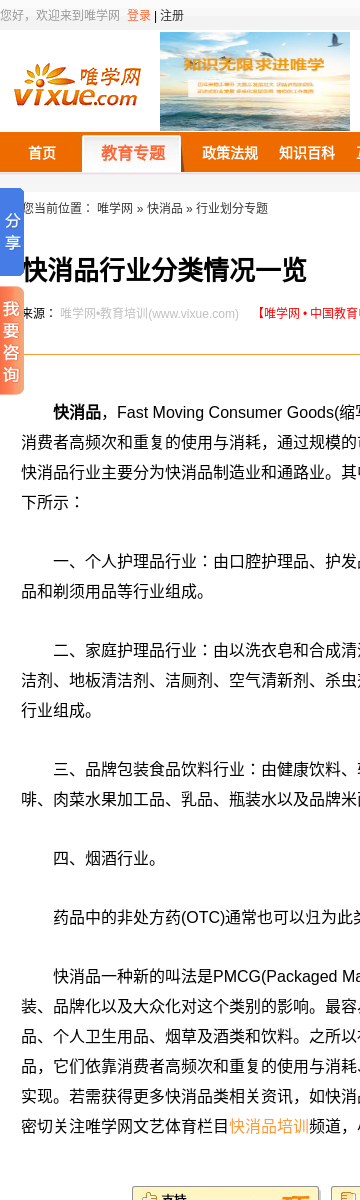 您好，欢迎来到唯学网 登录 | 注册
唯学网
vixue.com
知识无限求进唯学
首页 教育专题 政策法规 知识百科
您当前位置： 唯学网 » 快消品 » 行业划分专题
分享
快消品行业分类情况一览
我要咨询
来源： 唯学网•教育培训(www.vixue.com) 【唯学网 • 中国教育
快消品，Fast Moving Consumer Goods(缩
消费者高频次和重复的使用与消耗，通过规模的
快消品行业主要分为快消品制造业和通路业。其
下所示：
一、个人护理品行业：由口腔护理品、护发
品和剃须用品等行业组成。
二、家庭护理品行业：由以洗衣皂和合成清
洁剂、地板清洁剂、洁厕剂、空气清新剂、杀虫
行业组成。
三、品牌包装食品饮料行业：由健康饮料、
啡、肉菜水果加工品、乳品、瓶装水以及品牌米
四、烟酒行业。
药品中的非处方药(OTC)通常也可以归为此
快消品一种新的叫法是PMCG(Packaged Ma
装、品牌化以及大众化对这个类别的影响。最容
品、个人卫生用品、烟草及酒类和饮料。之所以
品，它们依靠消费者高频次和重复的使用与消耗
实现。若需获得更多快消品类相关资讯，如快消
密切关注唯学网文艺体育栏目快消品培训频道，
支持